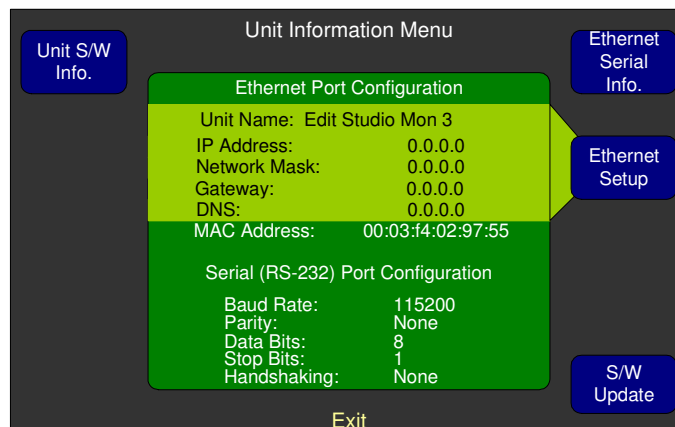 Unit Information Menu
Unit S/W
Info.
Ethernet
Serial
Info.
Ethernet Port Configuration
Unit Name: Edit Studio Mon 3
IP Address: 0.0.0.0
Network Mask: 0.0.0.0
Gateway: 0.0.0.0
DNS: 0.0.0.0
MAC Address: 00:03:f4:02:97:55
Ethernet
Setup
Serial (RS-232) Port Configuration
Baud Rate: 115200
Parity: None
Data Bits: 8
Stop Bits: 1
Handshaking: None
S/W
Update
Exit